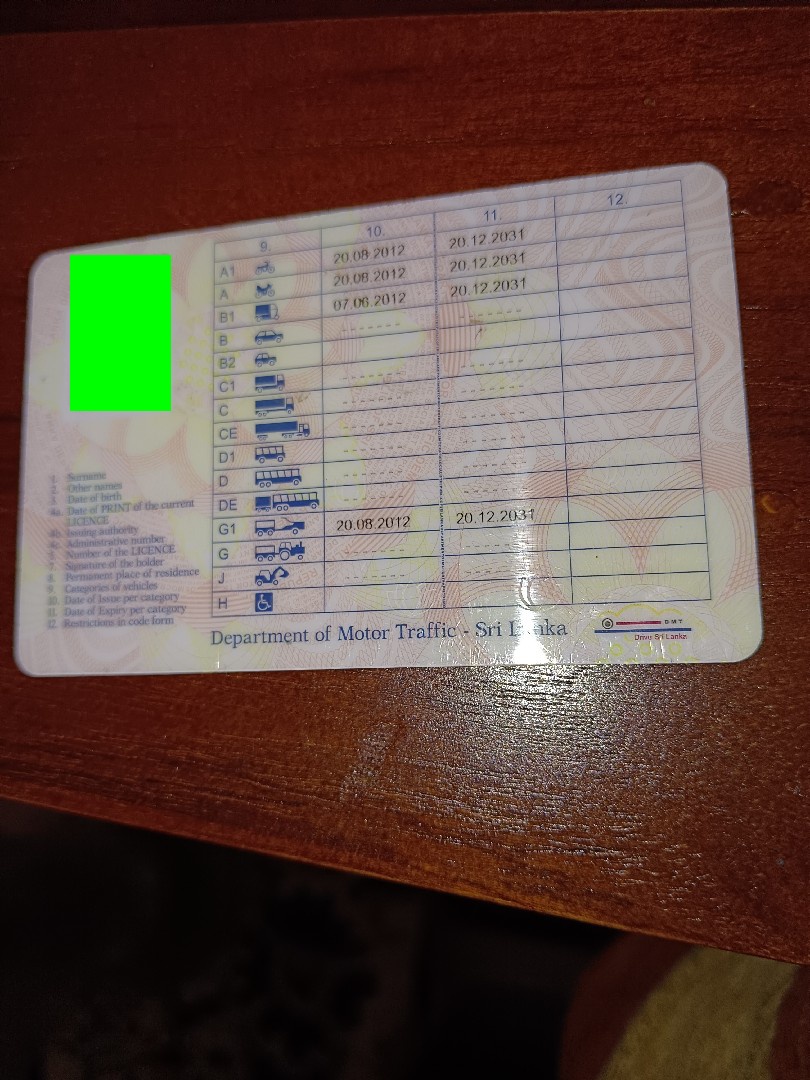 9. 10. 11. 12.
A1 20.08.2012 20.12.2031
A 20.08.2012 20.12.2031
B1 07.06.2012 20.12.2031
B
B2
C1
C
CE
D1
D
DE
G1 20.08.2012 20.12.2031
G
J
H
1. Surname
2. Other names
3. Date of birth
4a. Date of PRINT of the current
LICENCE
4b. Issuing authority
4c. Administrative number
5. Number of the LICENCE
7. Signature of the holder
8. Permanent place of residence
9. Categories of vehicles
10. Date of Issue per category
11. Date of Expiry per category
12. Restrictions in code form
Department of Motor Traffic - Sri Lanka
DMT
Drive Sri Lanka